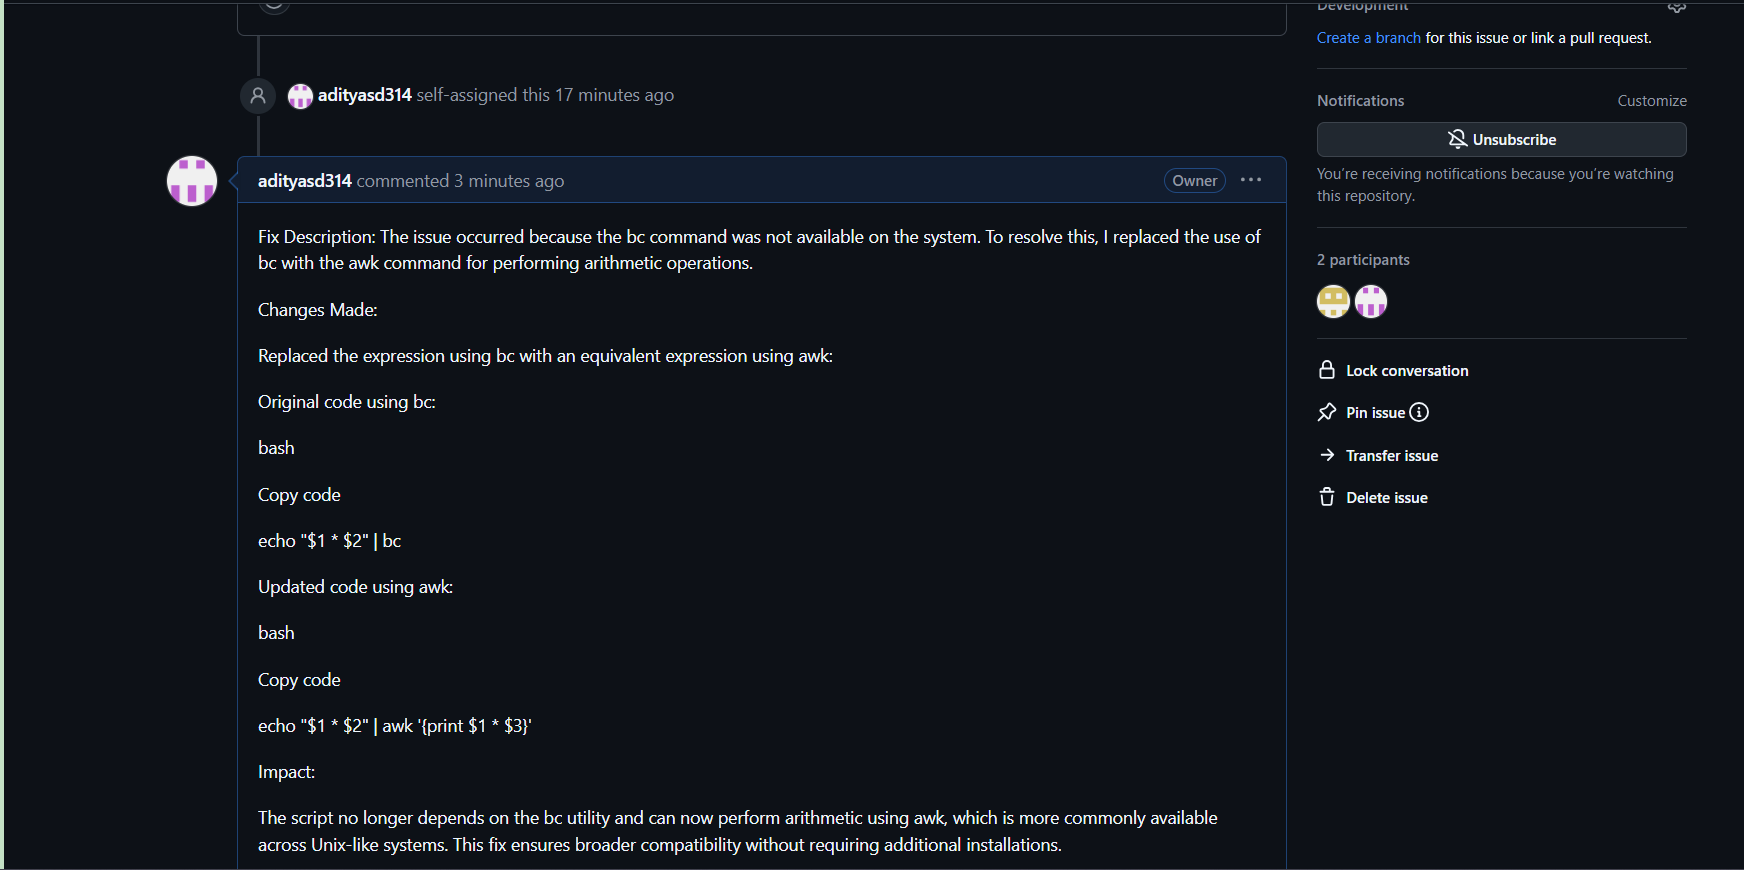 Development
Create a branch for this issue or link a pull request.
adityasd314 self-assigned this 17 minutes ago
Notifications
Customize
Unsubscribe
You're receiving notifications because you're watching
this repository.
2 participants
Lock conversation
Pin issue
Transfer issue
Delete issue
adityasd314 commented 3 minutes ago
Owner
Fix Description: The issue occurred because the bc command was not available on the system. To resolve this, I replaced the use of
bc with the awk command for performing arithmetic operations.
Changes Made:
Replaced the expression using bc with an equivalent expression using awk:
Original code using bc:
bash
Copy code
echo "$1 * $2" | bc
Updated code using awk:
bash
Copy code
echo "$1 * $2" | awk '{print $1 * $3}'
Impact:
The script no longer depends on the bc utility and can now perform arithmetic using awk, which is more commonly available
across Unix-like systems. This fix ensures broader compatibility without requiring additional installations.